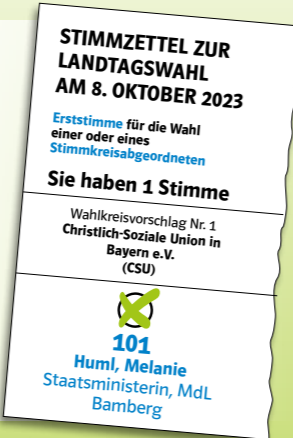 STIMMZETTEL ZUR
LANDTAGSWAHL
AM 8. OKTOBER 2023
Erststimme für die Wahl
einer oder eines
Stimmkreisabgeordneten
Sie haben 1 Stimme
Wahlkreisvorschlag Nr. 1
Christlich-Soziale Union in
Bayern e.V.
(CSU)
101
Huml, Melanie
Staatsministerin, MdL
Bamberg